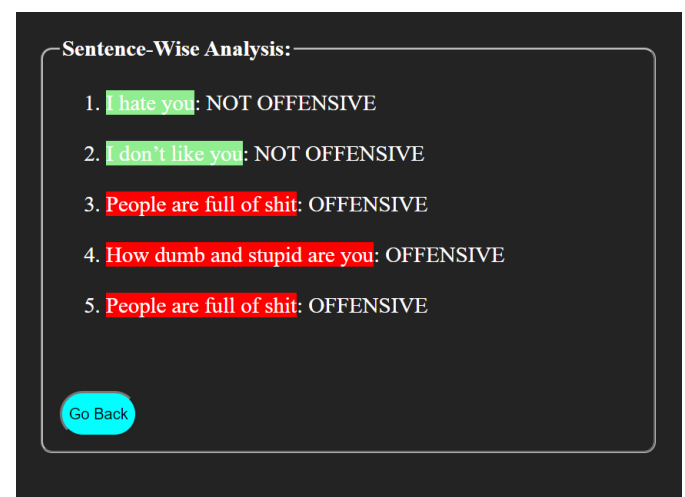 Sentence-Wise Analysis:
1. I hate you: NOT OFFENSIVE
2. I don’t like you: NOT OFFENSIVE
3. People are full of shit: OFFENSIVE
4. How dumb and stupid are you: OFFENSIVE
5. People are full of shit: OFFENSIVE
Go Back